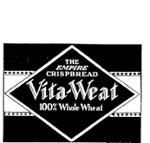 THE
EMPIRE
CRISPBREAD
Vita-Weat
100% Whole Wheat